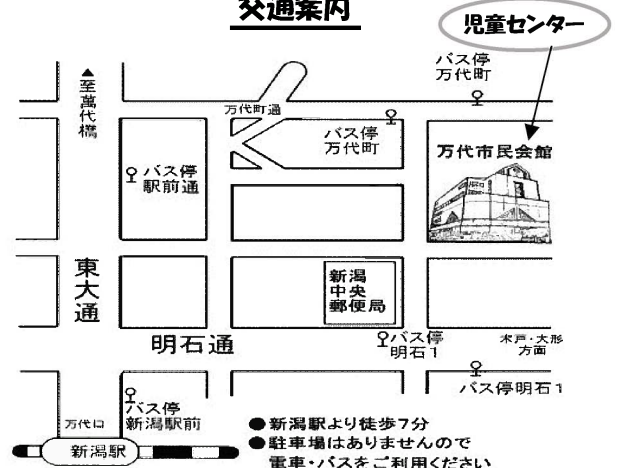 交通案内
児童センター
バス停
万代町
▲至萬代橋
万代町通
バス停
万代町
万代市民会館
バス停
駅前通
東大通
新潟
中央
郵便局
明石通
バス停
明石1
木戸・大形
方面
バス停明石1
バス停
新潟駅前
万代口
新潟駅
●新潟駅より徒歩7分
●駐車場はありませんので
電車・バスをご利用ください